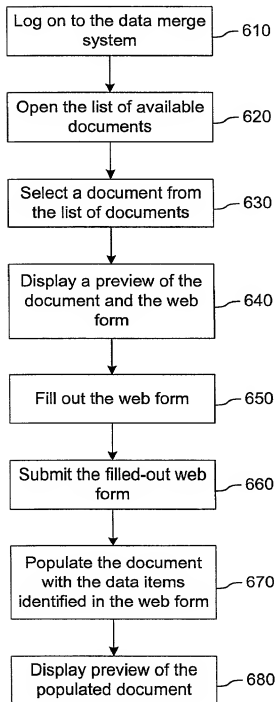 Log on to the data merge
system
610
Open the list of available
documents
620
Select a document from
the list of documents
630
Display a preview of the
document and the web
form
640
Fill out the web form
650
Submit the filled-out web
form
660
Populate the document
with the data items
identified in the web form
670
Display preview of the
populated document
680